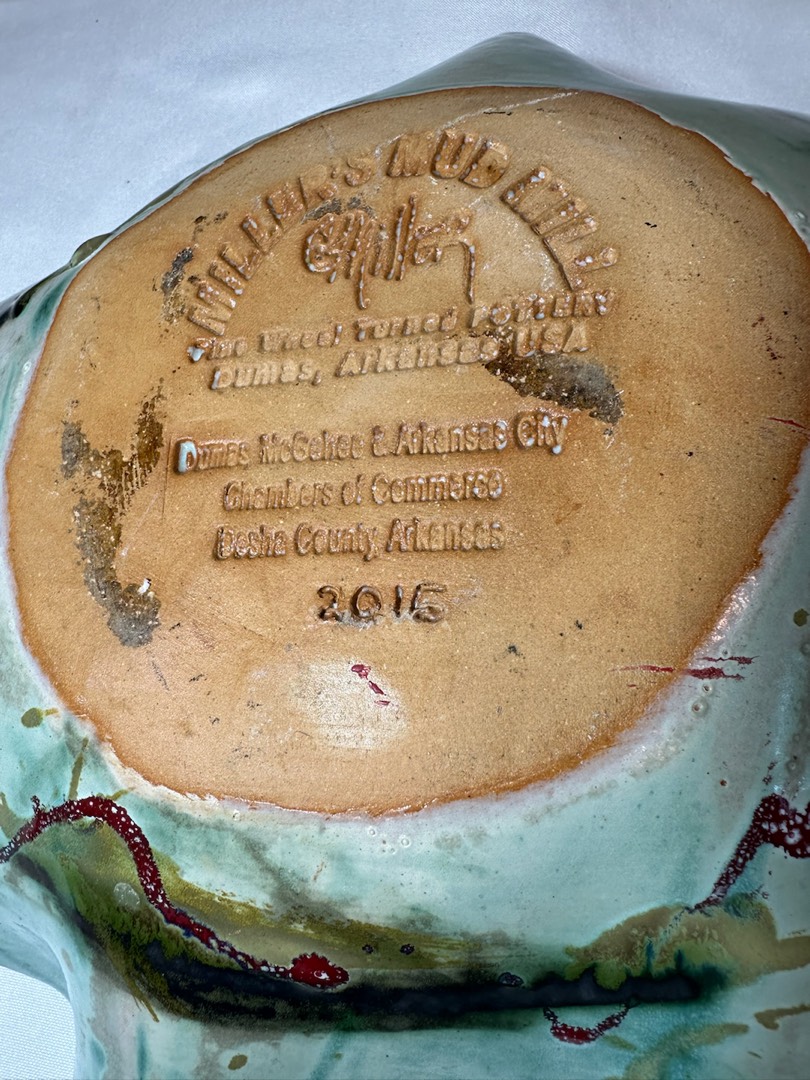 MILLER'S MUD MILL
G Miller
Fine Wheel Turned POTTERY
Dumas, Arkansas USA
Dumas McGehee & Arkansas City
Chambers of Commerce
Desha County, Arkansas
2015